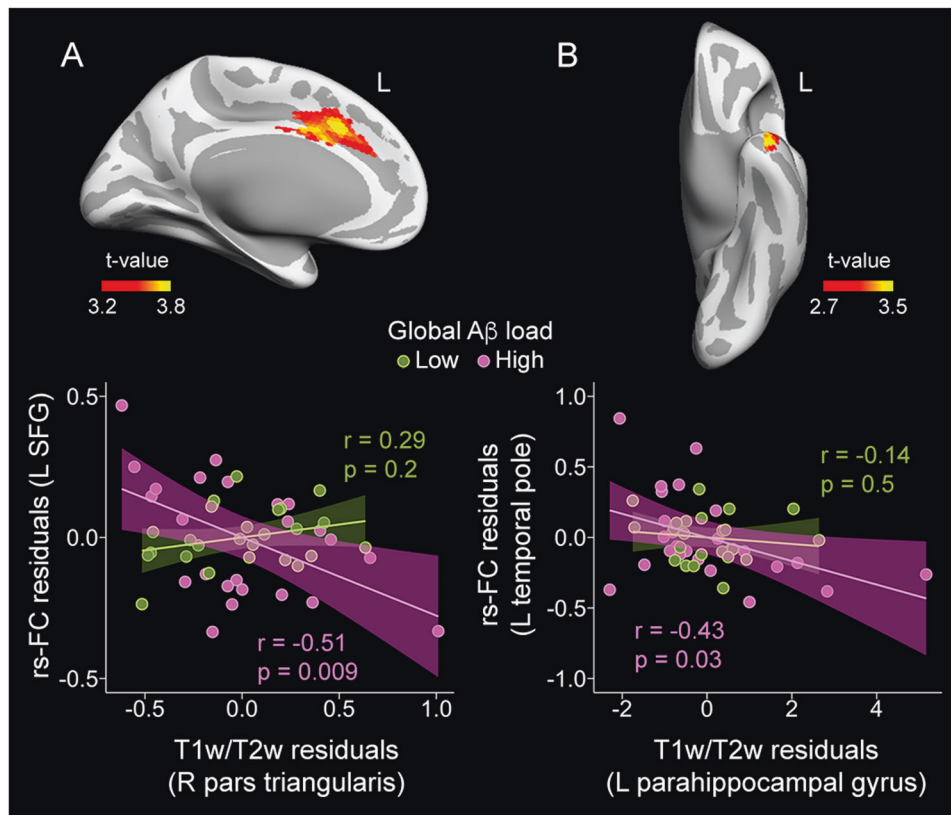 A
L
t-value
3.2 3.8
B
L
t-value
2.7 3.5
Global Aβ load
Low High
rs-FC residuals (L SFG)
0.5
0.0
-0.5
r = 0.29
p = 0.2
r = -0.51
p = 0.009
-0.5 0.0 0.5 1.0
T1w/T2w residuals
(R pars triangularis)
rs-FC residuals
(L temporal pole)
1.0
0.5
0.0
-0.5
-1.0
r = -0.14
p = 0.5
r = -0.43
p = 0.03
-2 0 2 4
T1w/T2w residuals
(L parahippocampal gyrus)